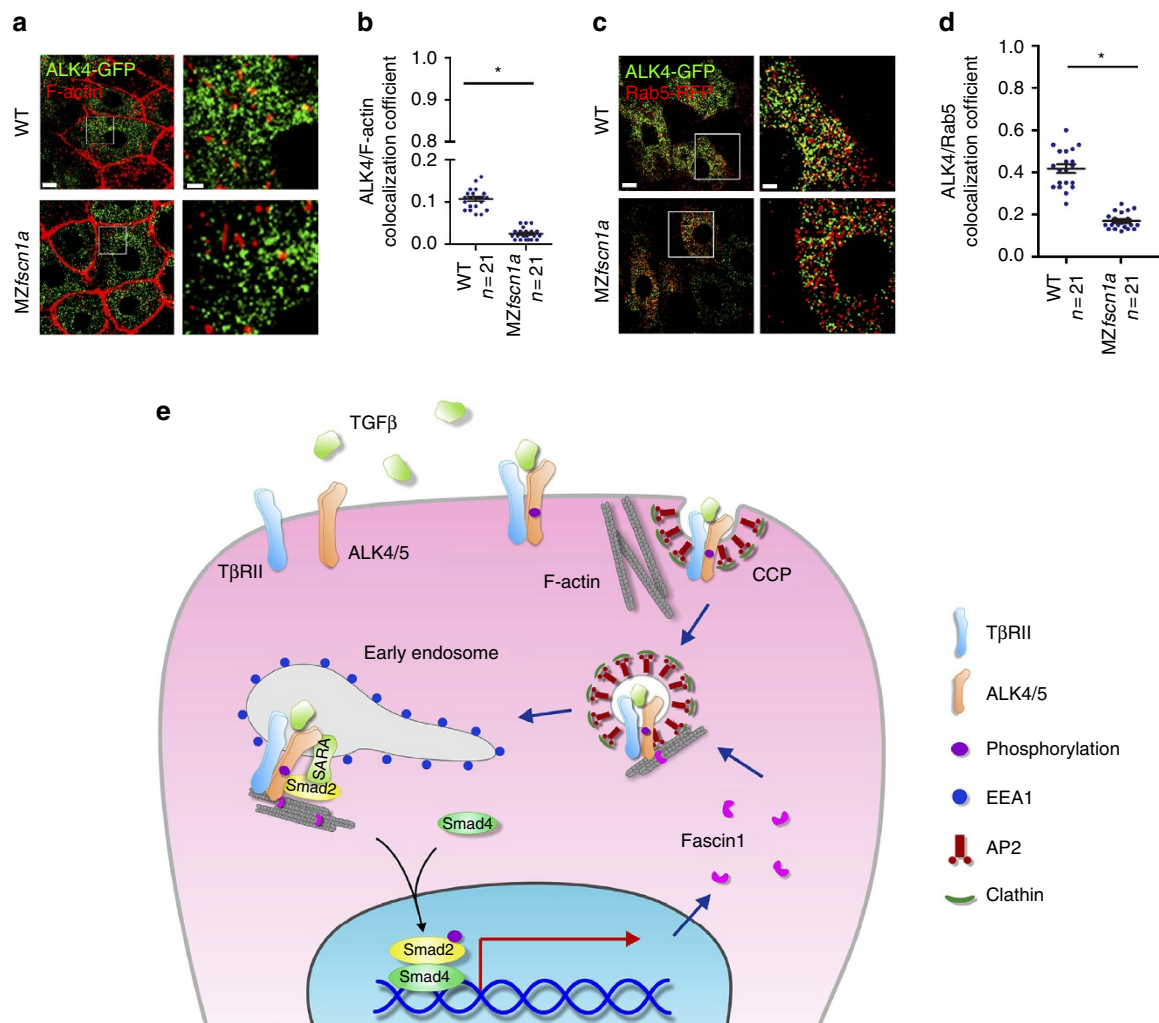 a
ALK4-GFP
F-actin
WT
MZfscn1a
b
ALK4/F-actin
colocalization cofficient
1.0
0.9
0.8
0.2
0.1
0.0
*
WT
n = 21
MZfscn1a
n = 21
c
ALK4-GFP
Rab5-RFP
WT
MZfscn1a
d
ALK4/Rab5
colocalization cofficient
1.0
0.8
0.6
0.4
0.2
0.0
*
WT
n = 21
MZfscn1a
n = 21
e
TGFβ
TβRII
ALK4/5
F-actin
CCP
Early endosome
SARA
Smad2
Smad4
Fascin1
Smad2
Smad4
TβRII
ALK4/5
Phosphorylation
EEA1
AP2
Clathin